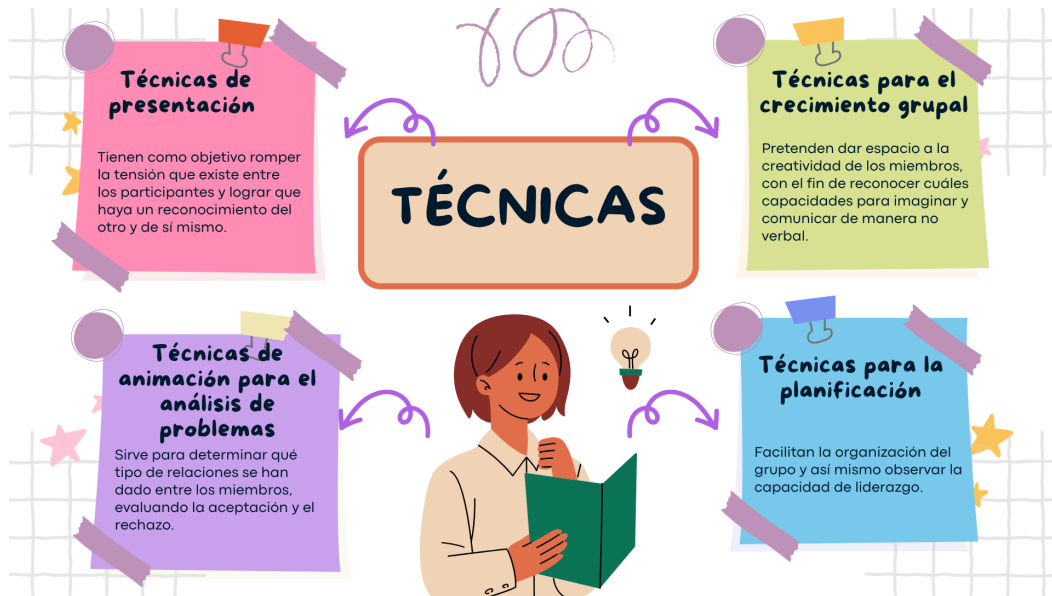 Técnicas de
presentación
Tienen como objetivo romper
la tensión que existe entre
los participantes y lograr que
haya un reconocimiento del
otro y de sí mismo.
TÉCNICAS
Técnicas para el
crecimiento grupal
Pretenden dar espacio a la
creatividad de los miembros,
con el fin de reconocer cuáles
capacidades para imaginar y
comunicar de manera no
verbal.
Técnicas de
animación para el
análisis de
problemas
Sirve para determinar qué
tipo de relaciones se han
dado entre los miembros,
evaluando la aceptación y el
rechazo.
Técnicas para la
planificación
Facilitan la organización del
grupo y así mismo observar la
capacidad de liderazgo.